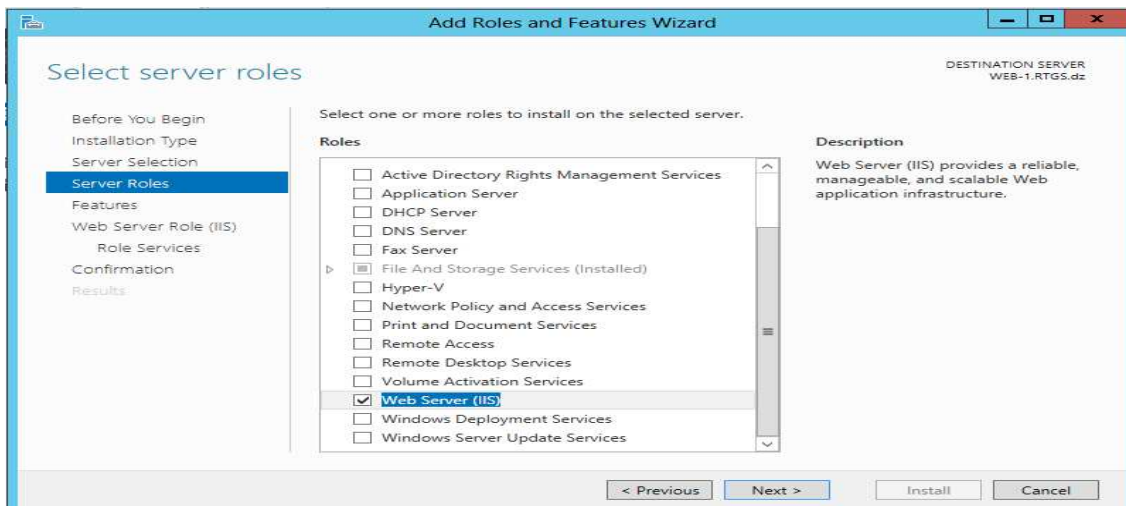 Add Roles and Features Wizard
Select server roles
DESTINATION SERVER
WEB-1.RTGS.dz
Before You Begin
Installation Type
Server Selection
Server Roles
Features
Web Server Role (IIS)
Role Services
Confirmation
Results
Select one or more roles to install on the selected server.
Roles
Active Directory Rights Management Services
Application Server
DHCP Server
DNS Server
Fax Server
File And Storage Services (Installed)
Hyper-V
Network Policy and Access Services
Print and Document Services
Remote Access
Remote Desktop Services
Volume Activation Services
Web Server (IIS)
Windows Deployment Services
Windows Server Update Services
Description
Web Server (IIS) provides a reliable,
manageable, and scalable Web
application infrastructure.
< Previous
Next >
Install
Cancel